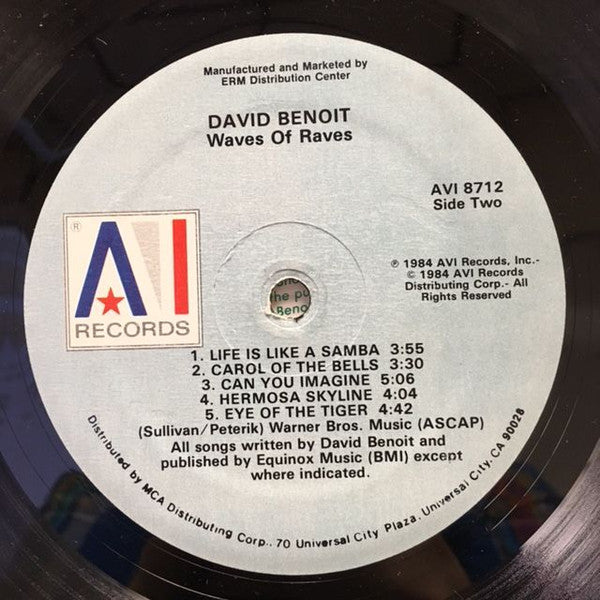 Manufactured and Marketed by
ERM Distribution Center
DAVID BENOIT
Waves Of Raves
AVI 8712
Side Two
®
AVI
RECORDS
℗ 1984 AVI Records, Inc.-
© 1984 AVI Records
Distributing Corp.- All
Rights Reserved
the pu
Beno
1. LIFE IS LIKE A SAMBA 3:55
2. CAROL OF THE BELLS 3:30
3. CAN YOU IMAGINE 5:06
4. HERMOSA SKYLINE 4:04
5. EYE OF THE TIGER 4:42
(Sullivan/Peterik) Warner Bros. Music (ASCAP)
All songs written by David Benoit and
published by Equinox Music (BMI) except
where indicated.
Distributed by MCA Distributing Corp., 70 Universal City Plaza, Universal City, CA 90028